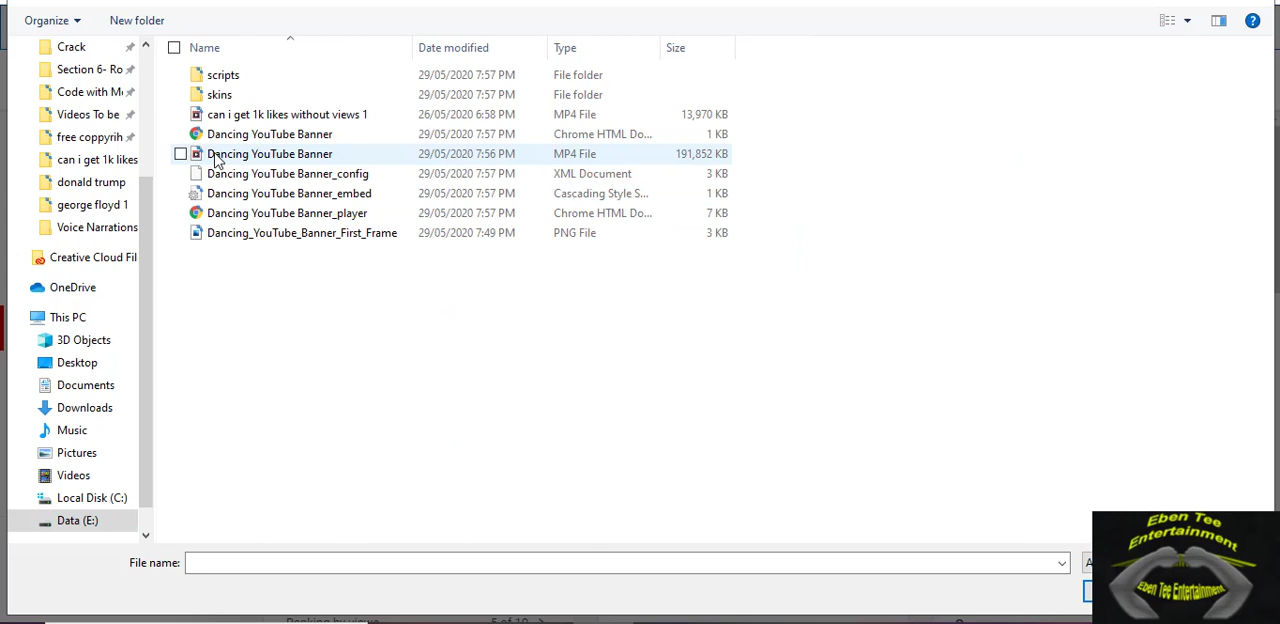 Organize New folder
Name Date modified Type Size
Crack
Section 6- Ro
Code with Mo
Videos To be
free coppyrih
can i get 1k likes
donald trump
george floyd 1
Voice Narrations
Creative Cloud Fil
OneDrive
This PC
3D Objects
Desktop
Documents
Downloads
Music
Pictures
Videos
Local Disk (C:)
Data (E:)
scripts 29/05/2020 7:57 PM File folder
skins 29/05/2020 7:57 PM File folder
can i get 1k likes without views 1 26/05/2020 6:58 PM MP4 File 13,970 KB
Dancing YouTube Banner 29/05/2020 7:57 PM Chrome HTML Do... 1 KB
Dancing YouTube Banner 29/05/2020 7:56 PM MP4 File 191,852 KB
Dancing YouTube Banner_config 29/05/2020 7:57 PM XML Document 3 KB
Dancing YouTube Banner_embed 29/05/2020 7:57 PM Cascading Style S... 1 KB
Dancing YouTube Banner_player 29/05/2020 7:57 PM Chrome HTML Do... 7 KB
Dancing_YouTube_Banner_First_Frame 29/05/2020 7:49 PM PNG File 3 KB
File name:
Eben Tee
Entertainment
Eben Tee Entertainment